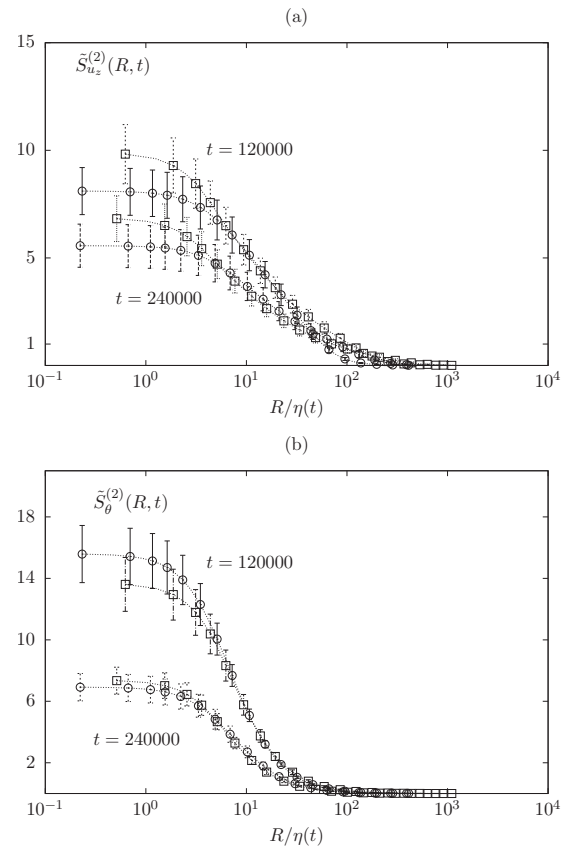 (a)
15
10
5
1
S̃_{u_z}^{(2)}(R, t)
t = 120000
t = 240000
10^{−1} 10^{0} 10^{1} 10^{2} 10^{3} 10^{4}
R/η(t)
(b)
18
14
10
6
2
S̃_θ^{(2)}(R, t)
t = 120000
t = 240000
10^{−1} 10^{0} 10^{1} 10^{2} 10^{3} 10^{4}
R/η(t)